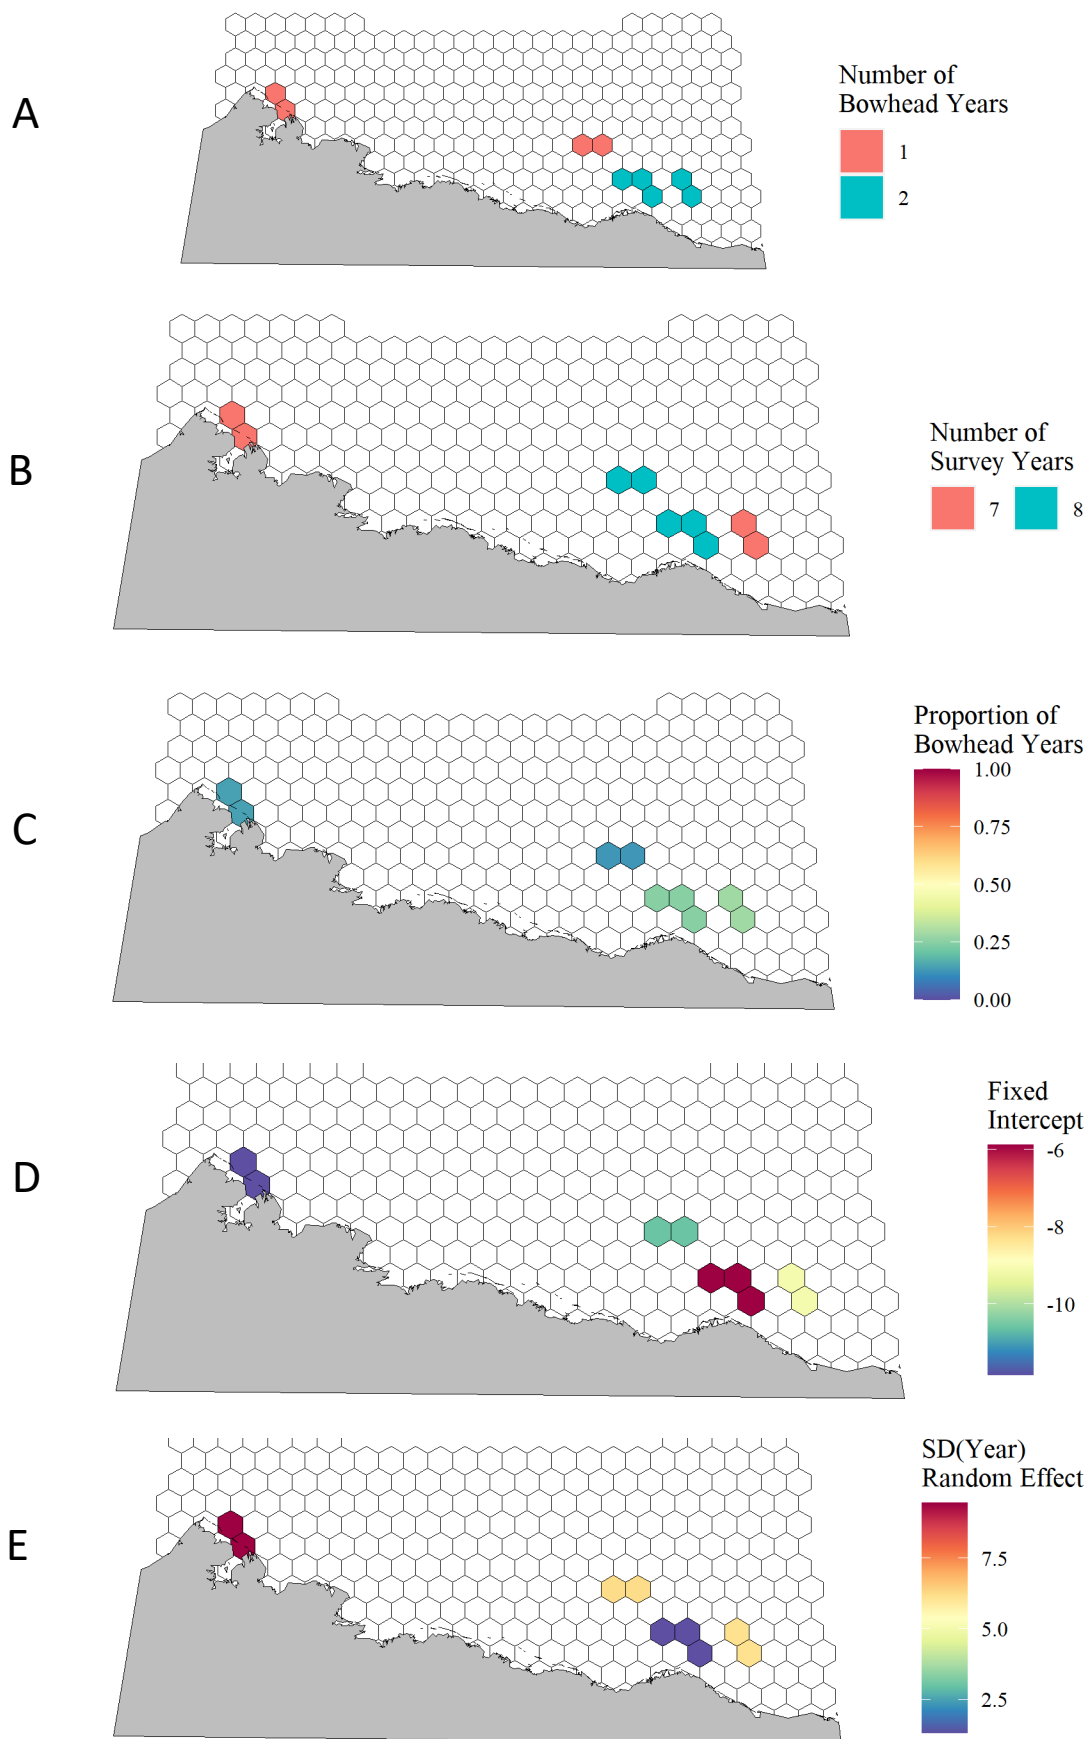 A
Number of
Bowhead Years
1
2
B
Number of
Survey Years
7 8
C
Proportion of
Bowhead Years
1.00
0.75
0.50
0.25
0.00
D
Fixed
Intercept
-6
-8
-10
E
SD(Year)
Random Effect
7.5
5.0
2.5